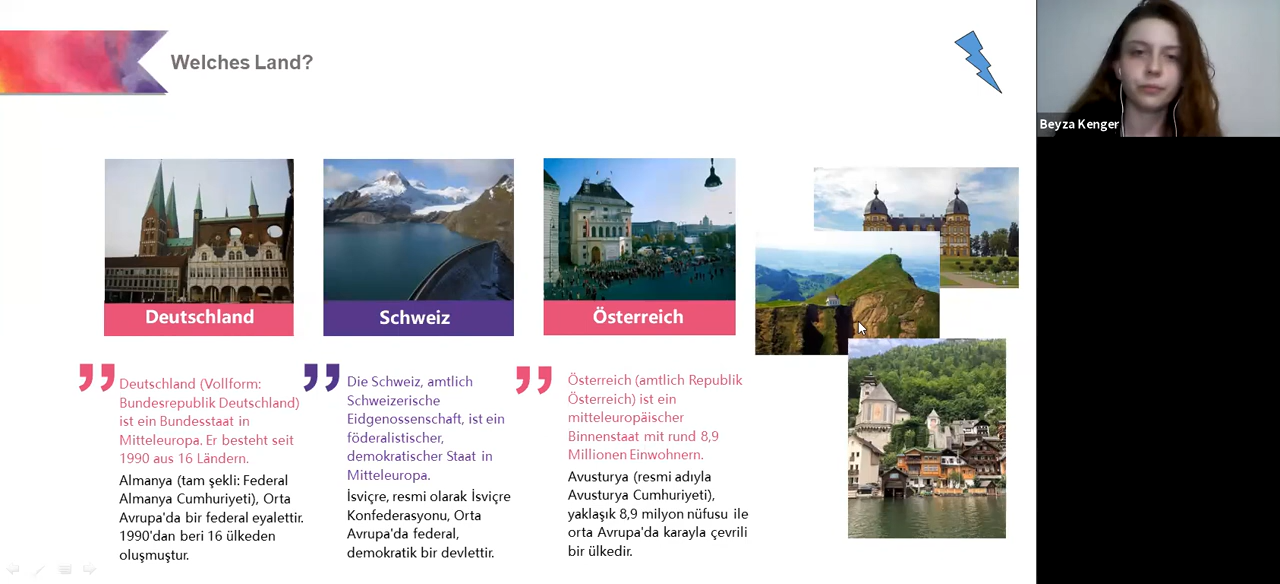 Welches Land?
Beyza Kenger
Deutschland
Schweiz
Österreich
Deutschland (Vollform:
Bundesrepublik Deutschland)
ist ein Bundesstaat in
Mitteleuropa. Er besteht seit
1990 aus 16 Ländern.
Almanya (tam şekli: Federal
Almanya Cumhuriyeti), Orta
Avrupa'da bir federal eyalettir.
1990'dan beri 16 ülkeden
oluşmuştur.
Die Schweiz, amtlich
Schweizerische
Eidgenossenschaft, ist ein
föderalistischer,
demokratischer Staat in
Mitteleuropa.
İsviçre, resmi olarak İsviçre
Konfederasyonu, Orta
Avrupa'da federal,
demokratik bir devlettir.
Österreich (amtlich Republik
Österreich) ist ein
mitteleuropäischer
Binnenstaat mit rund 8,9
Millionen Einwohnern.
Avusturya (resmi adıyla
Avusturya Cumhuriyeti),
yaklaşık 8,9 milyon nüfusu ile
orta Avrupa'da karayla çevrili
bir ülkedir.